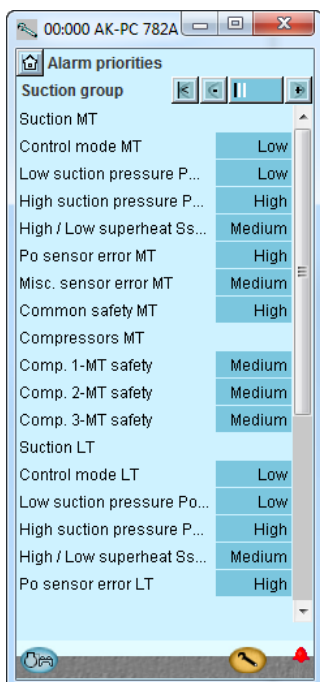 00:000 AK-PC 782A
Alarm priorities
Suction group
Suction MT
Control mode MT Low
Low suction pressure P... Low
High suction pressure P... High
High / Low superheat Ss... Medium
Po sensor error MT High
Misc. sensor error MT Medium
Common safety MT High
Compressors MT
Comp. 1-MT safety Medium
Comp. 2-MT safety Medium
Comp. 3-MT safety Medium
Suction LT
Control mode LT Low
Low suction pressure Po... Low
High suction pressure P... High
High / Low superheat Ss... Medium
Po sensor error LT High